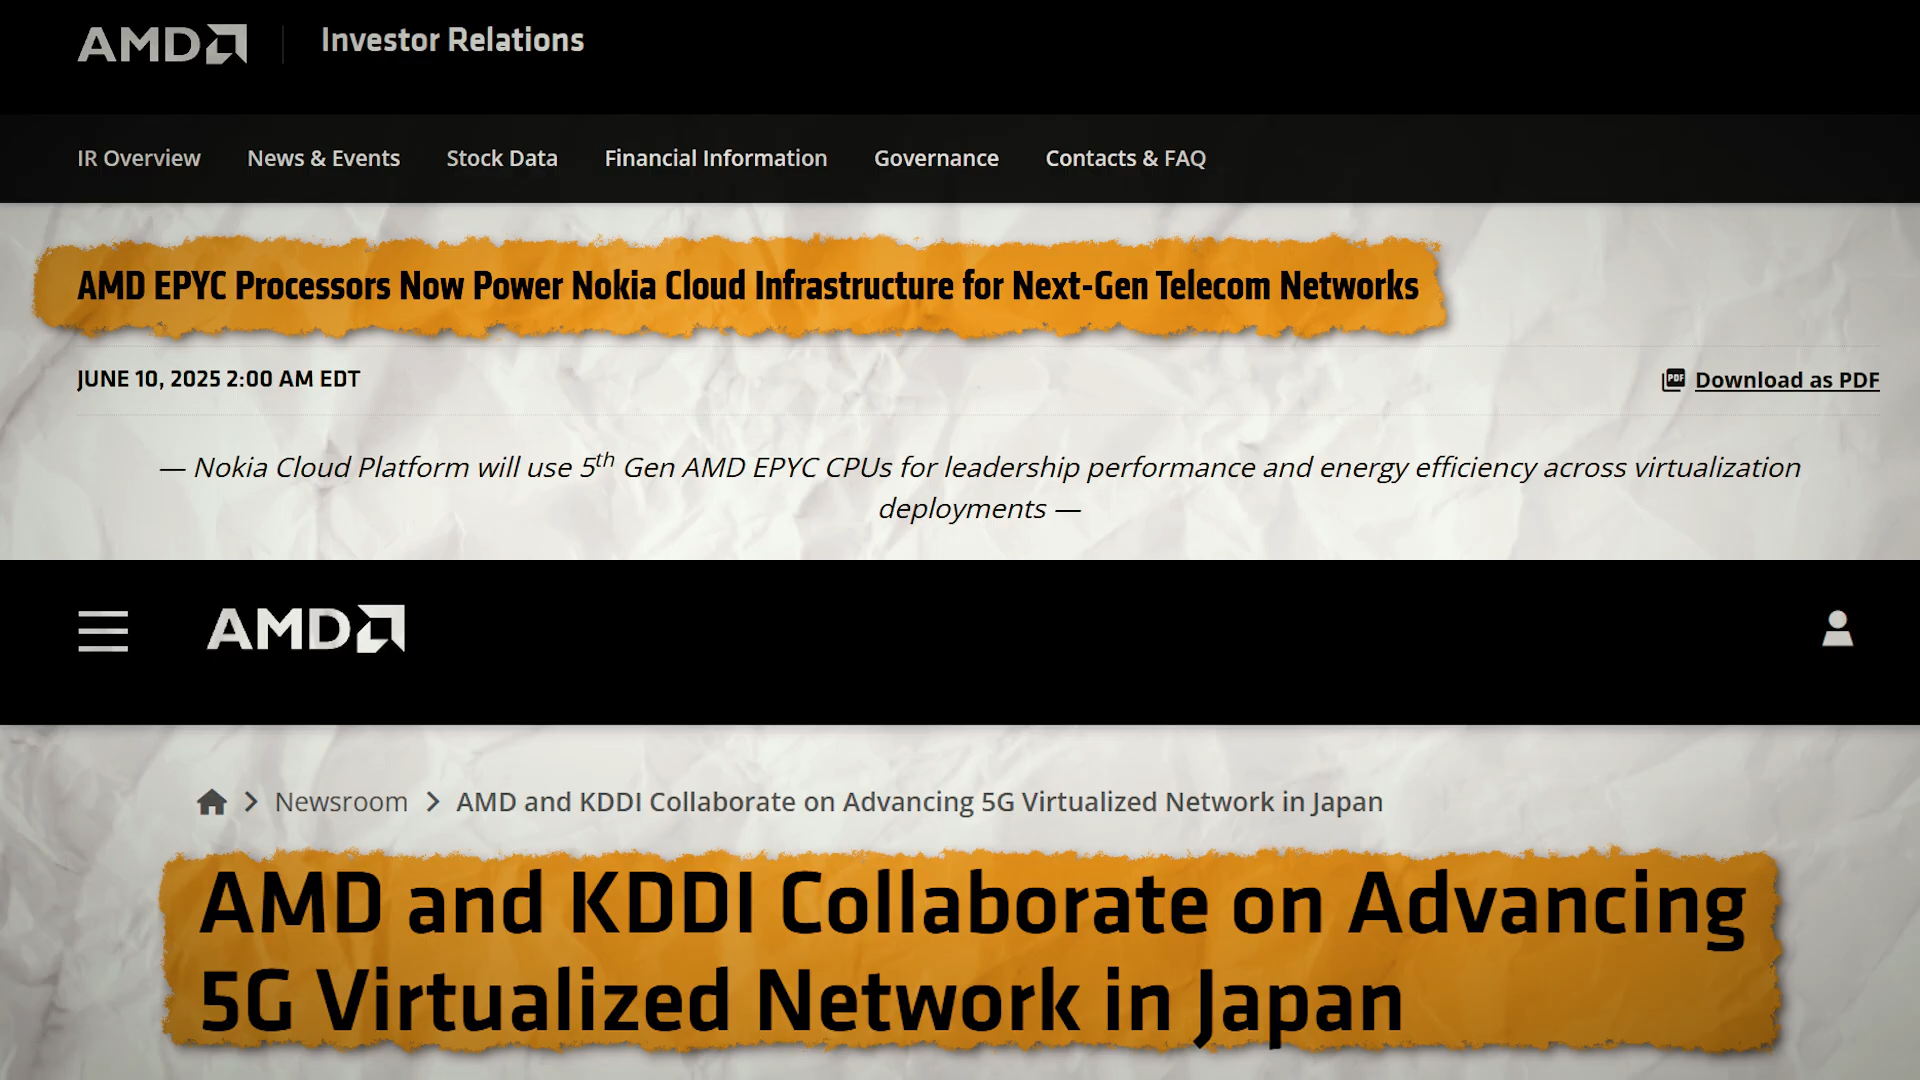 AMD
Investor Relations
IR Overview News & Events Stock Data Financial Information Governance Contacts & FAQ
AMD EPYC Processors Now Power Nokia Cloud Infrastructure for Next-Gen Telecom Networks
JUNE 10, 2025 2:00 AM EDT
PDF Download as PDF
— Nokia Cloud Platform will use 5th Gen AMD EPYC CPUs for leadership performance and energy efficiency across virtualization
deployments —
AMD
Newsroom AMD and KDDI Collaborate on Advancing 5G Virtualized Network in Japan
AMD and KDDI Collaborate on Advancing
5G Virtualized Network in Japan